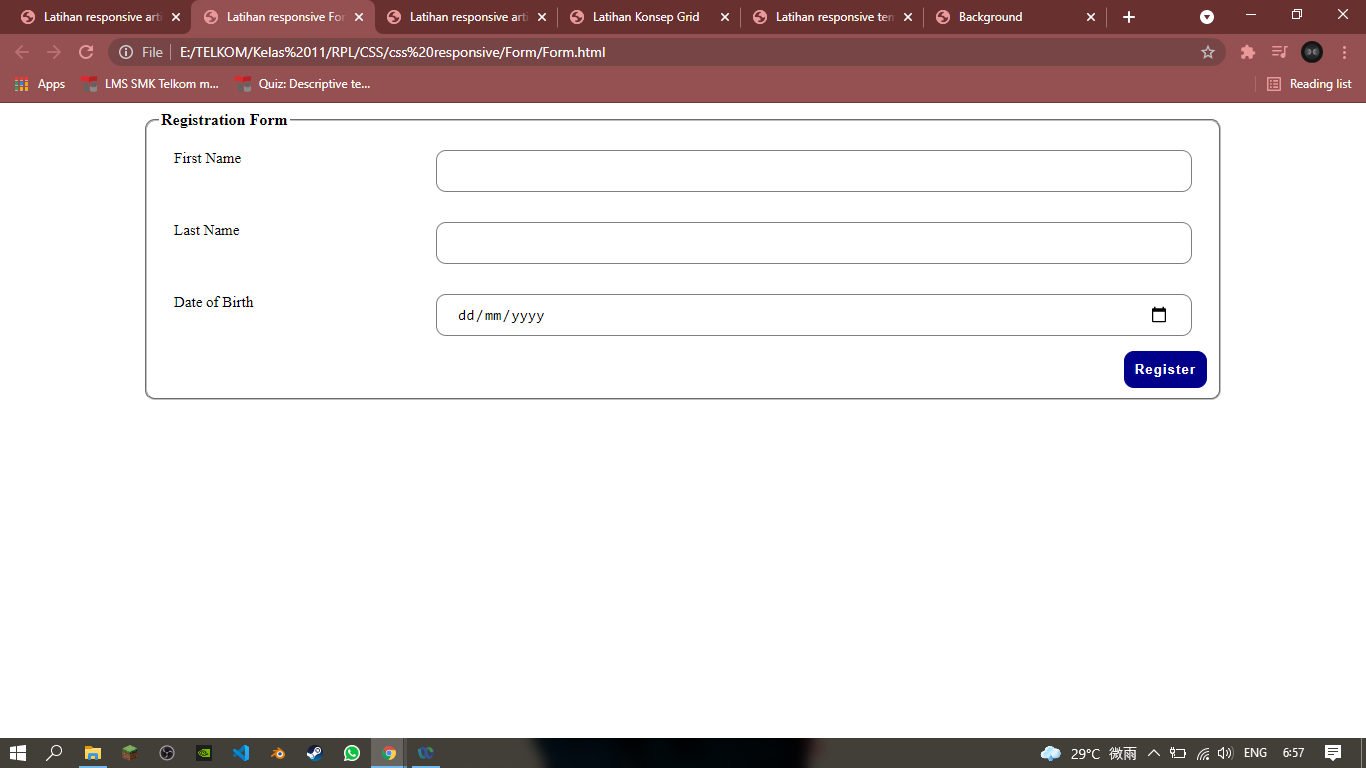 Latihan responsive arti
Latihan responsive For
Latihan responsive arti
Latihan Konsep Grid
Latihan responsive tem
Background
File
E:/TELKOM/Kelas%2011/RPL/CSS/css%20responsive/Form/Form.html
Apps
LMS SMK Telkom m...
Quiz: Descriptive te...
Reading list
Registration Form
First Name
Last Name
Date of Birth
dd/mm/yyyy
Register
29°C 微雨
ENG
6:57